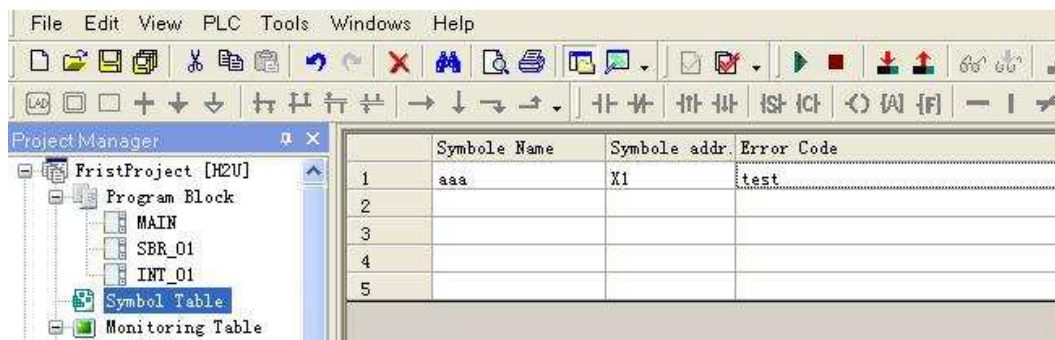 File Edit View PLC Tools Windows Help
LAD
S C A F
Project Manager
Symbole Name Symbole addr. Error Code
FristProject [H2U]
1 aaa X1 test
Program Block
2
MAIN
3
SBR_01
4
INT_01
5
Symbol Table
Monitoring Table